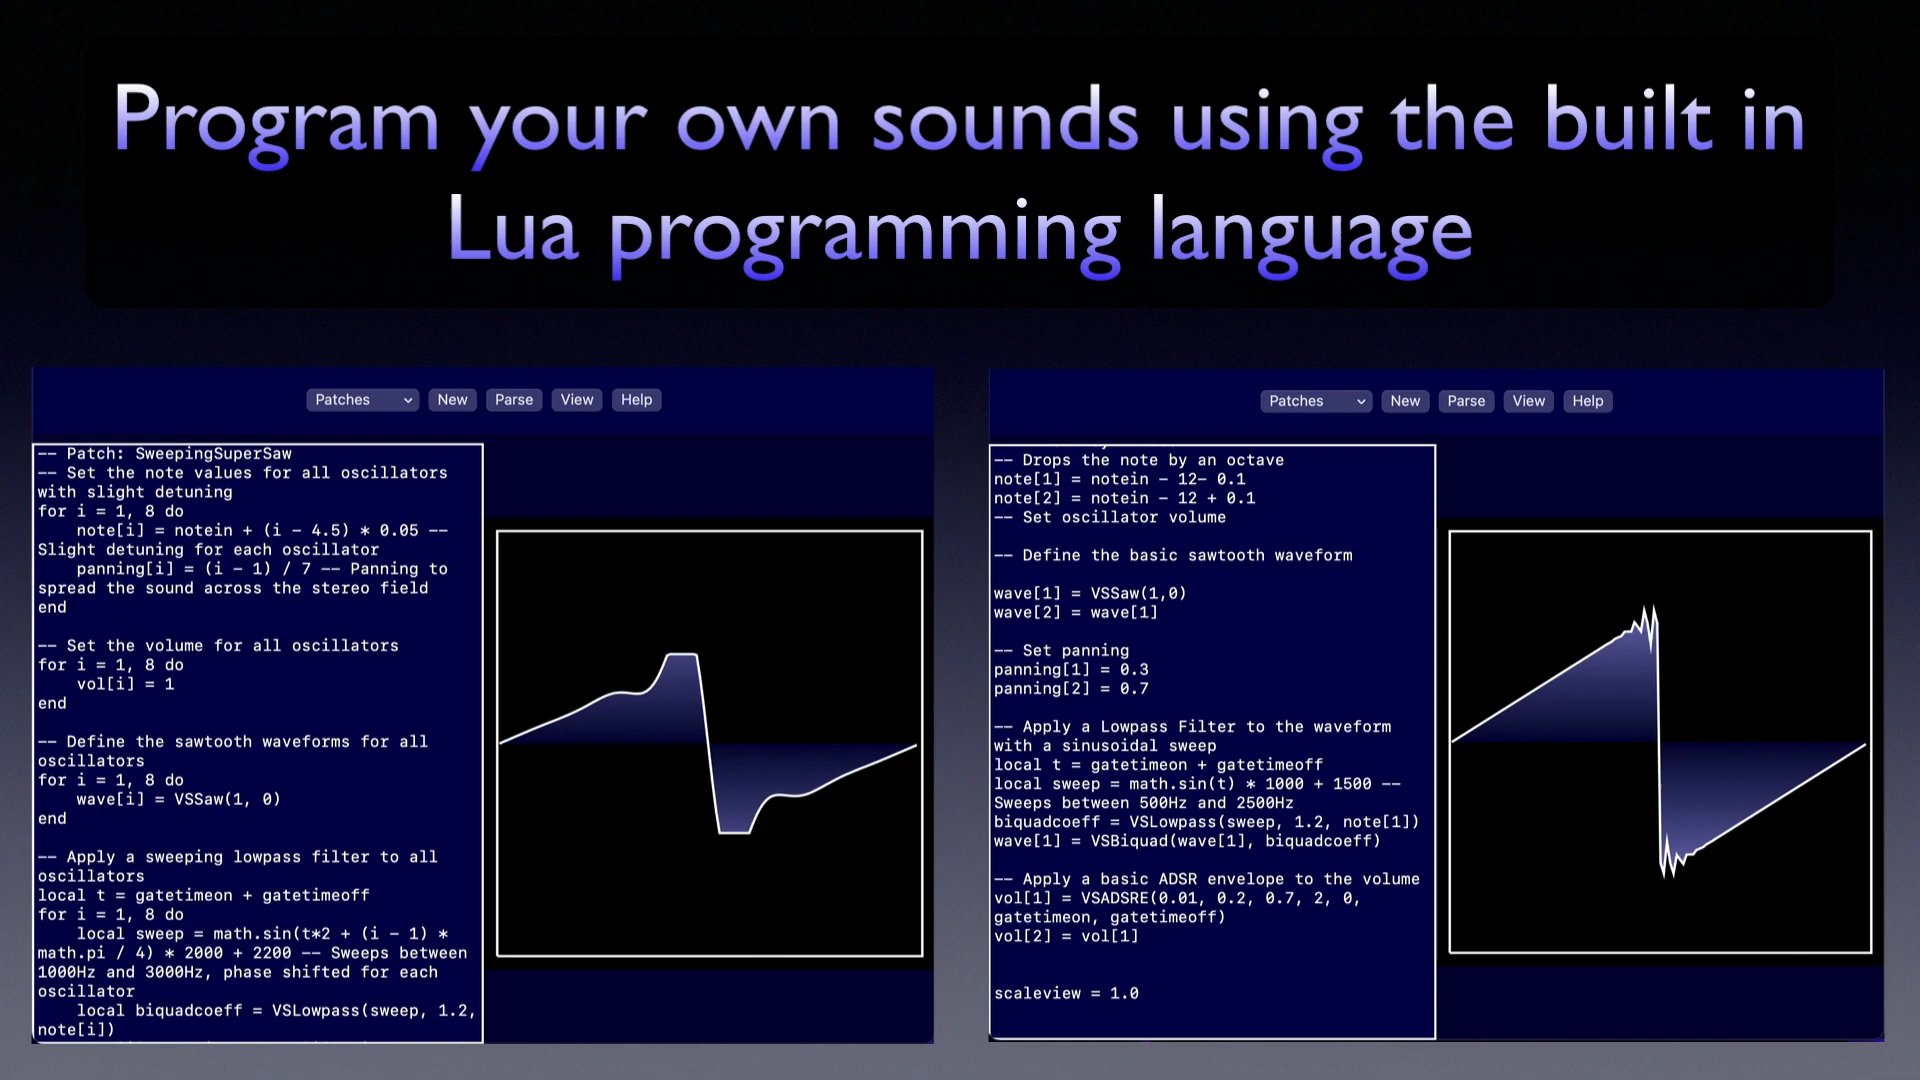 Program your own sounds using the built in
Lua programming language
Patches New Parse View Help
-- Patch: SweepingSuperSaw
-- Set the note values for all oscillators
with slight detuning
for i = 1, 8 do
    note[i] = notein + (i - 4.5) * 0.05 --
Slight detuning for each oscillator
    panning[i] = (i - 1) / 7 -- Panning to
spread the sound across the stereo field
end
-- Set the volume for all oscillators
for i = 1, 8 do
    vol[i] = 1
end
-- Define the sawtooth waveforms for all
oscillators
for i = 1, 8 do
    wave[i] = VSSaw(1, 0)
end
-- Apply a sweeping lowpass filter to all
oscillators
local t = gatetimeon + gatetimeoff
for i = 1, 8 do
    local sweep = math.sin(t*2 + (i - 1) *
math.pi / 4) * 2000 + 2200 -- Sweeps between
1000Hz and 3000Hz, phase shifted for each
oscillator
    local biquadcoeff = VSLowpass(sweep, 1.2,
note[i])
Patches New Parse View Help
-- Drops the note by an octave
note[1] = notein - 12- 0.1
note[2] = notein - 12 + 0.1
-- Set oscillator volume
-- Define the basic sawtooth waveform
wave[1] = VSSaw(1,0)
wave[2] = wave[1]
-- Set panning
panning[1] = 0.3
panning[2] = 0.7
-- Apply a Lowpass Filter to the waveform
with a sinusoidal sweep
local t = gatetimeon + gatetimeoff
local sweep = math.sin(t) * 1000 + 1500 --
Sweeps between 500Hz and 2500Hz
biquadcoeff = VSLowpass(sweep, 1.2, note[1])
wave[1] = VSBiquad(wave[1], biquadcoeff)
-- Apply a basic ADSR envelope to the volume
vol[1] = VSADSRE(0.01, 0.2, 0.7, 2, 0,
gatetimeon, gatetimeoff)
vol[2] = vol[1]
scaleview = 1.0